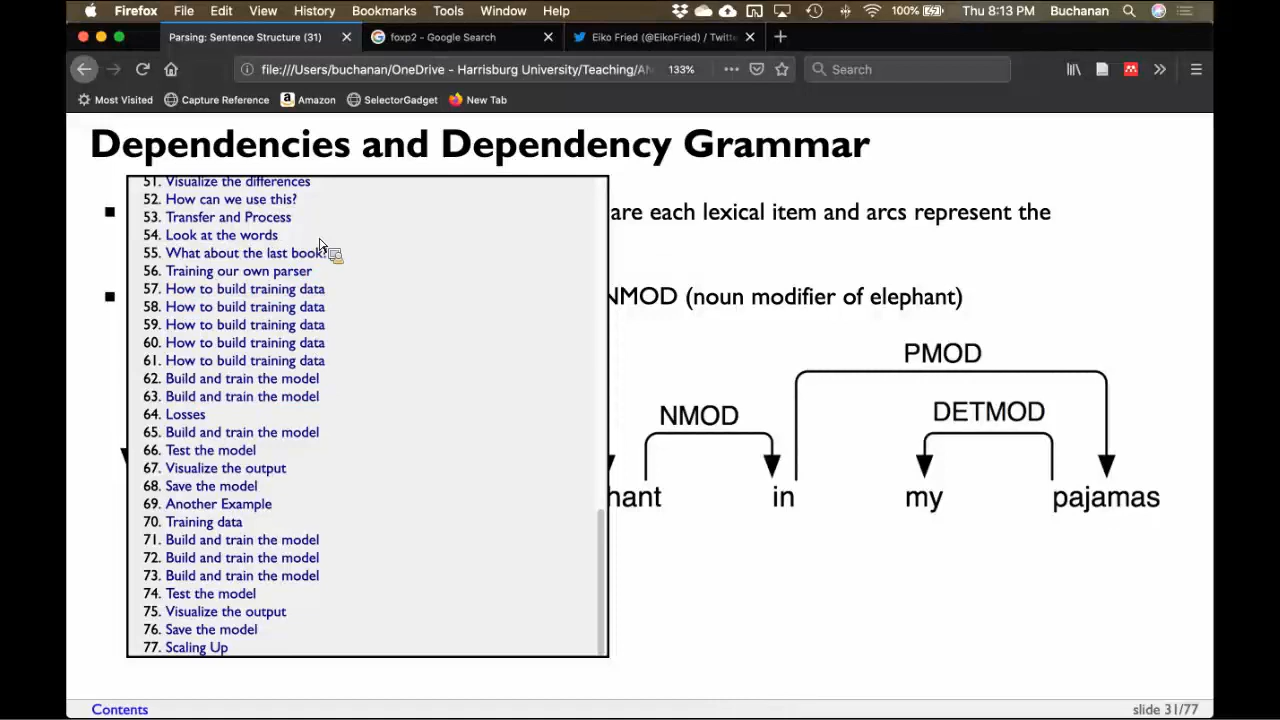 Firefox File Edit View History Bookmarks Tools Window Help 100% Thu 8:13 PM Buchanan
Parsing: Sentence Structure (31) foxp2 - Google Search Eiko Fried (@EikoFried) / Twitte
file:///Users/buchanan/OneDrive - Harrisburg University/Teaching/AN 133% Search
Most Visited Capture Reference Amazon SelectorGadget New Tab
Dependencies and Dependency Grammar
are each lexical item and arcs represent the
NMOD (noun modifier of elephant)
51. Visualize the differences
52. How can we use this?
53. Transfer and Process
54. Look at the words
55. What about the last book?
56. Training our own parser
57. How to build training data
58. How to build training data
59. How to build training data
60. How to build training data
61. How to build training data
62. Build and train the model
63. Build and train the model
64. Losses
65. Build and train the model
66. Test the model
67. Visualize the output
68. Save the model
69. Another Example
70. Training data
71. Build and train the model
72. Build and train the model
73. Build and train the model
74. Test the model
75. Visualize the output
76. Save the model
77. Scaling Up
PMOD
NMOD DETMOD
hant in my pajamas
Contents slide 31/77